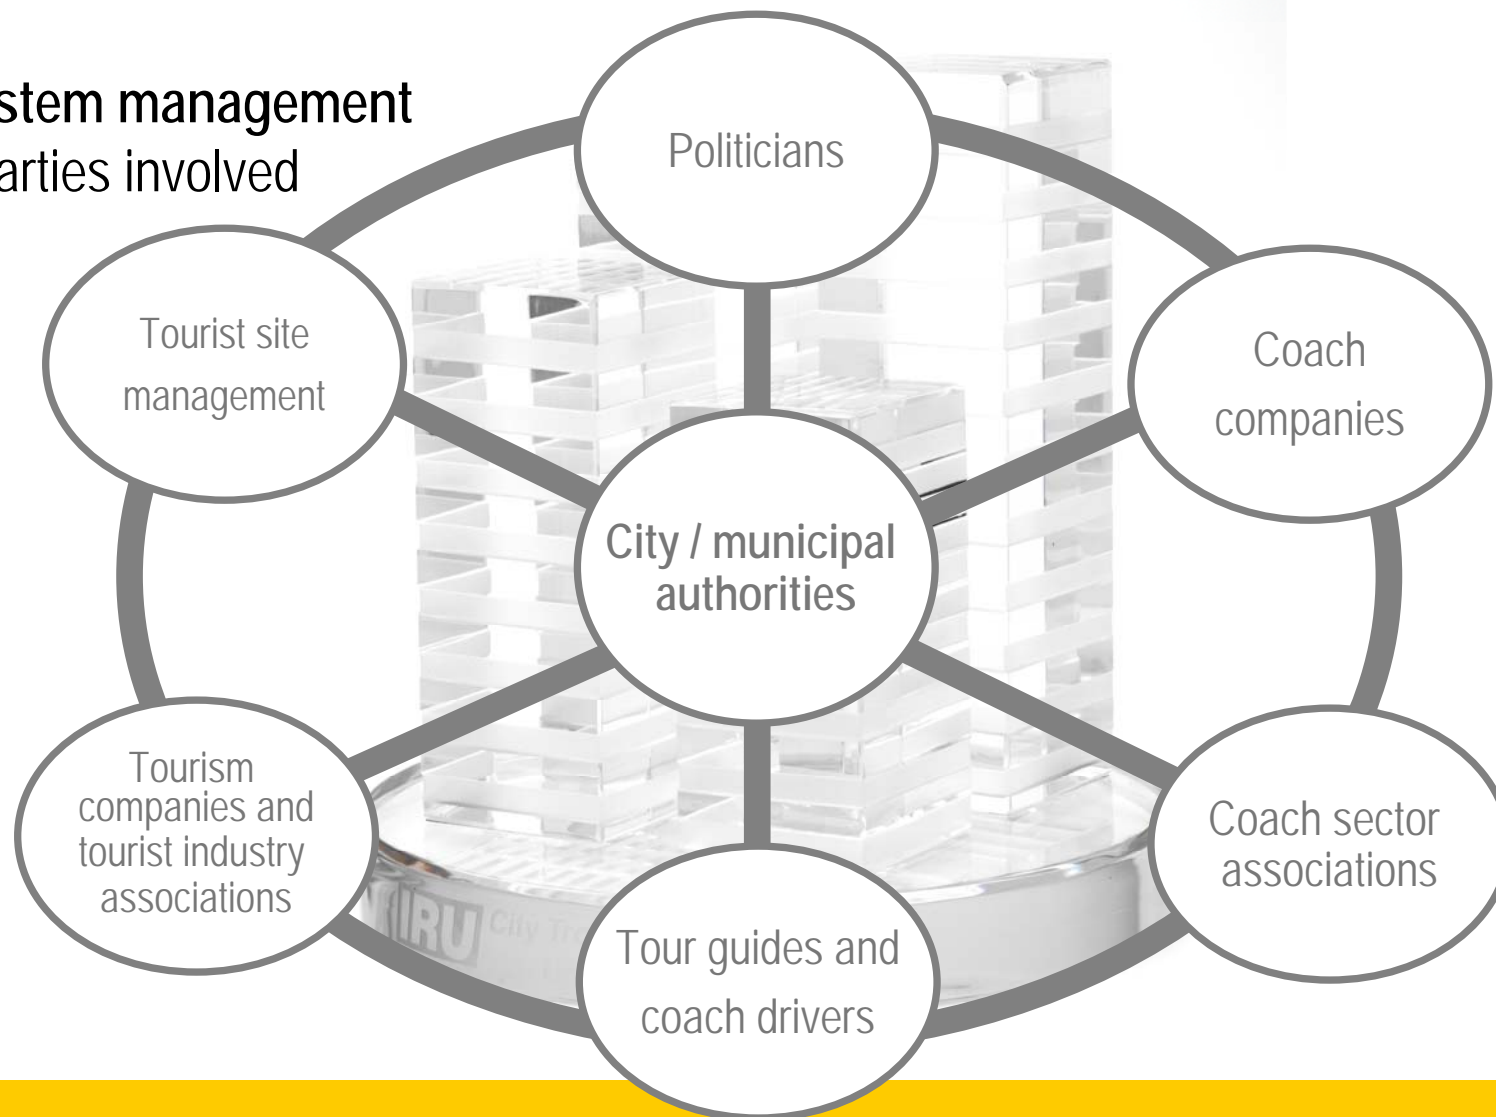 stem management
arties involved
Politicians
Tourist site
management
Coach
companies
City / municipal
authorities
Tourism
companies and
tourist industry
associations
Coach sector
associations
Tour guides and
coach drivers
IRU City